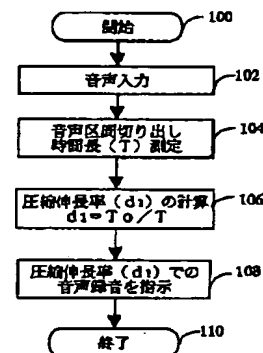 開始
100
音声入力
102
音声区間切り出し
時間長(T)測定
104
圧縮伸長率(d1)の計算
d1=To/T
106
圧縮伸長率(d1)での
音声録音を指示
108
終了
110